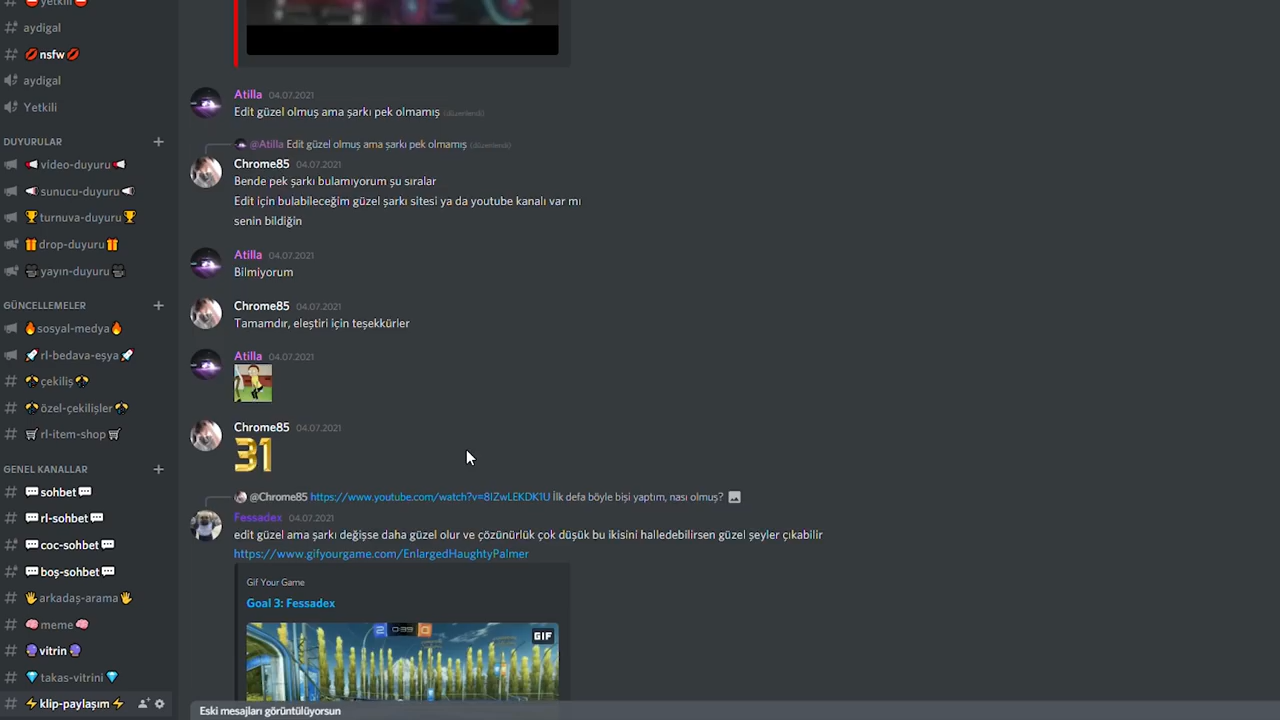 yetkili
aydigal
nsfw
aydigal
Yetkili
DUYURULAR
video-duyuru
sunucu-duyuru
turnuva-duyuru
drop-duyuru
yayın-duyuru
GÜNCELLEMELER
sosyal-medya
rl-bedava-eşya
çekiliş
özel-çekilişler
rl-item-shop
GENEL KANALLAR
sohbet
rl-sohbet
coc-sohbet
boş-sohbet
arkadaş-arama
meme
vitrin
takas-vitrini
klip-paylaşım
Atilla 04.07.2021
Edit güzel olmuş ama şarkı pek olmamış (düzenlendi)
@Atilla Edit güzel olmuş ama şarkı pek olmamış (düzenlendi)
Chrome85 04.07.2021
Bende pek şarkı bulamıyorum şu sıralar
Edit için bulabileceğim güzel şarkı sitesi ya da youtube kanalı var mı
senin bildiğin
Atilla 04.07.2021
Bilmiyorum
Chrome85 04.07.2021
Tamamdır, eleştiri için teşekkürler
Atilla 04.07.2021
Chrome85 04.07.2021
31
@Chrome85 https://www.youtube.com/watch?v=8IZwLEKDK1U İlk defa böyle bişi yaptım, nası olmuş?
Fessadex 04.07.2021
edit güzel ama şarkı değişse daha güzel olur ve çözünürlük çok düşük bu ikisini halledebilirsen güzel şeyler çıkabilir
https://www.gifyourgame.com/EnlargedHaughtyPalmer
Gif Your Game
Goal 3: Fessadex
2 0:39 0
GIF
Eski mesajları görüntülüyorsun